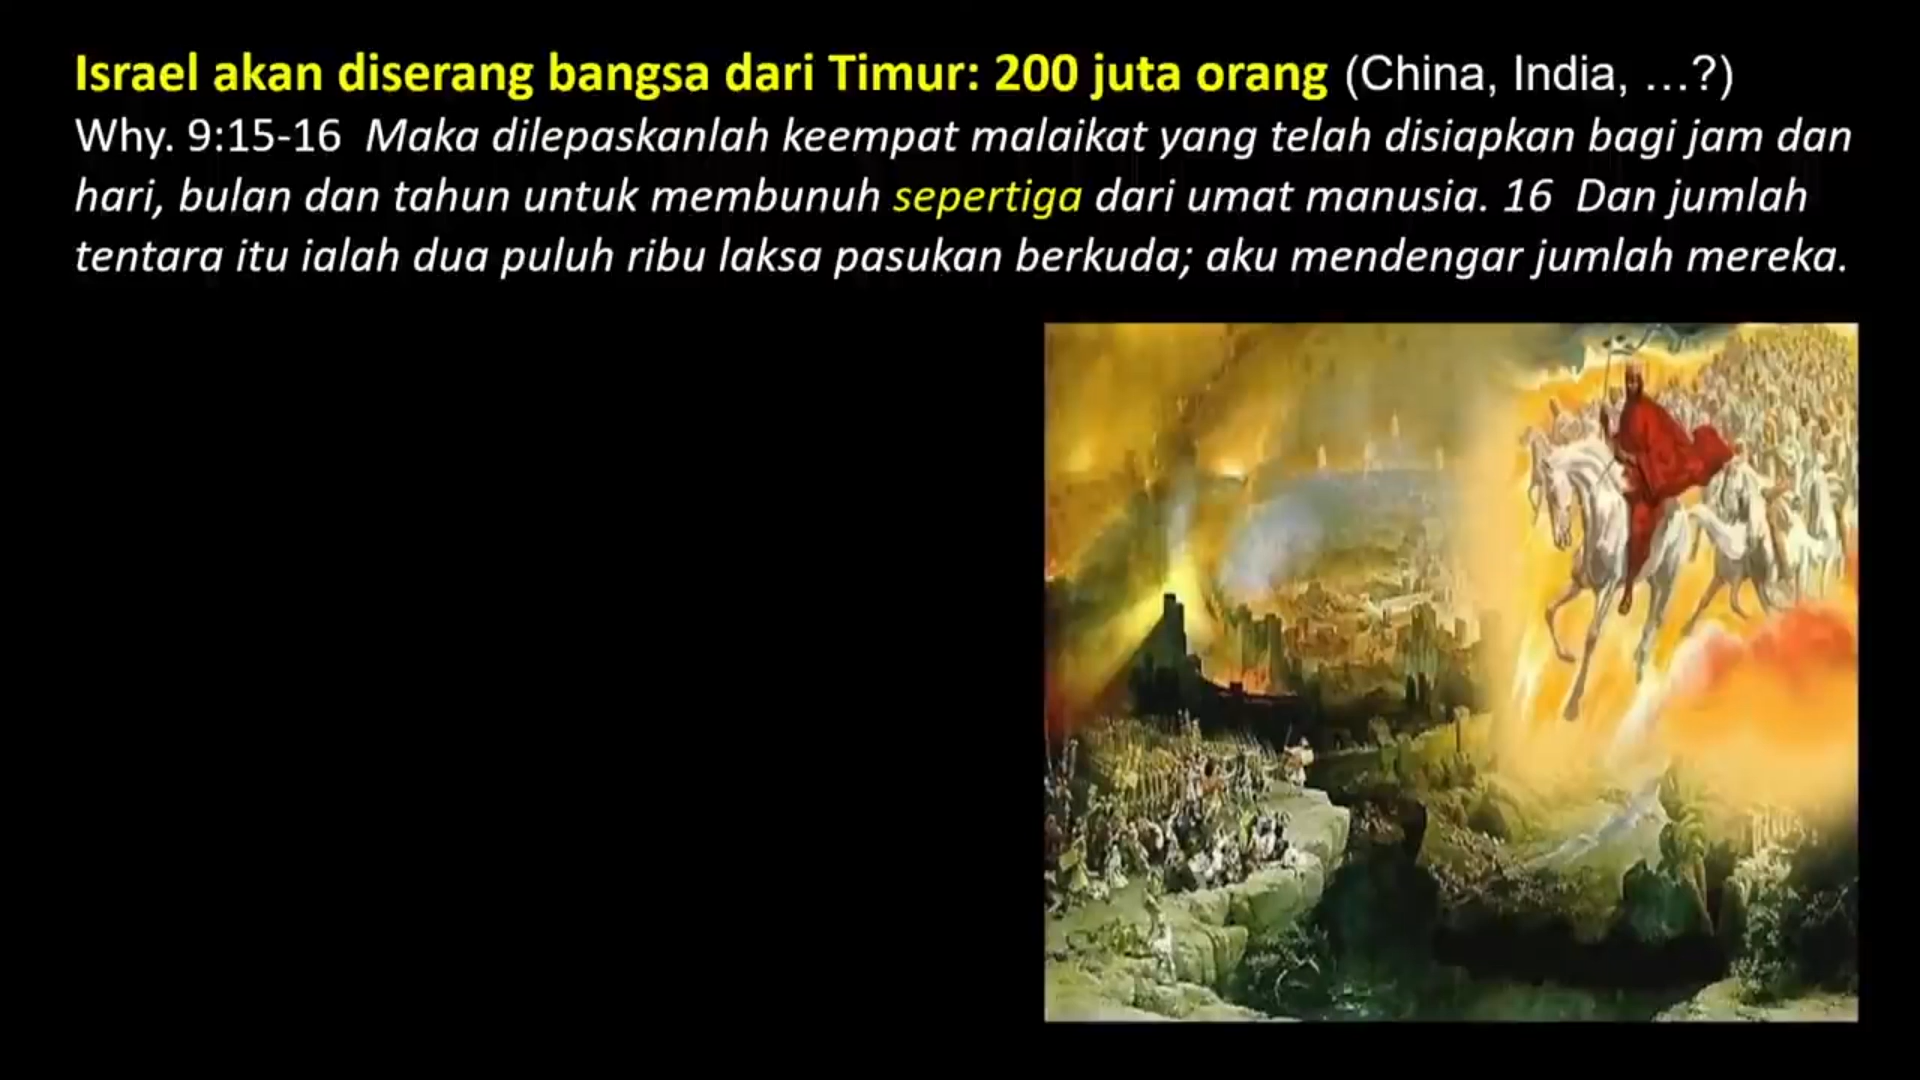 Israel akan diserang bangsa dari Timur: 200 juta orang (China, India, …?)
Why. 9:15-16 Maka dilepaskanlah keempat malaikat yang telah disiapkan bagi jam dan
hari, bulan dan tahun untuk membunuh sepertiga dari umat manusia. 16 Dan jumlah
tentara itu ialah dua puluh ribu laksa pasukan berkuda; aku mendengar jumlah mereka.